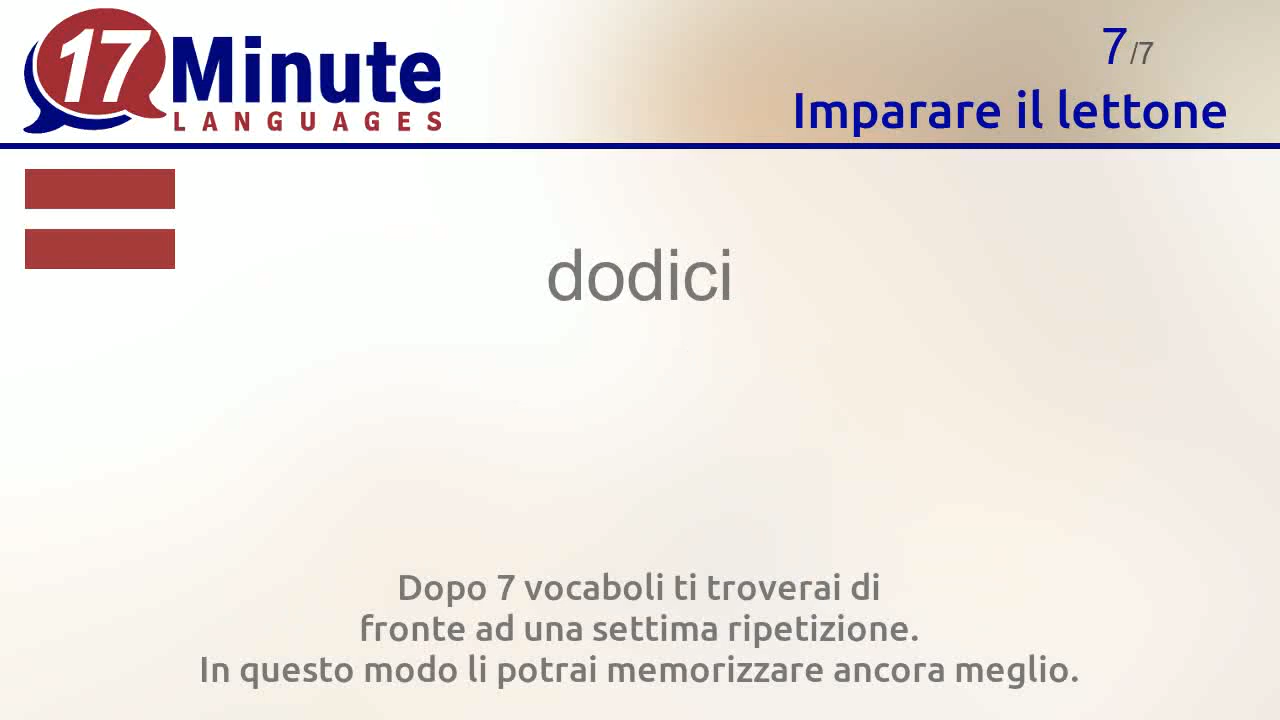 17 Minute
LANGUAGES
7/7
Imparare il lettone
dodici
Dopo 7 vocaboli ti troverai di
fronte ad una settima ripetizione.
In questo modo li potrai memorizzare ancora meglio.